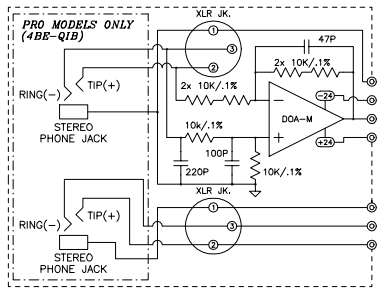 XLR JK.
PRO MODELS ONLY
(4BE-QIB)
1
3
2
47P
2x 10K/.1%
TIP(+)
RING(-)
2x 10K/.1%
-24
DOA-M
+24
STEREO
PHONE JACK
10k/.1%
100P
220P
10K/.1%
XLR JK.
1
3
2
TIP(+)
RING(-)
STEREO
PHONE JACK